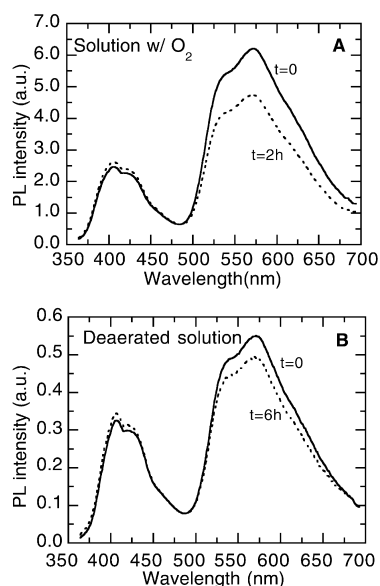 7.0
6.0
5.0
4.0
3.0
2.0
1.0
0.0
PL intensity (a.u.)
Solution w/ O2
A
t=0
t=2h
350 400 450 500 550 600 650 700
Wavelength(nm)
0.6
0.5
0.4
0.3
0.2
0.1
0.0
PL intensity (a.u.)
Deaerated solution
B
t=0
t=6h
350 400 450 500 550 600 650 700
Wavelength (nm)